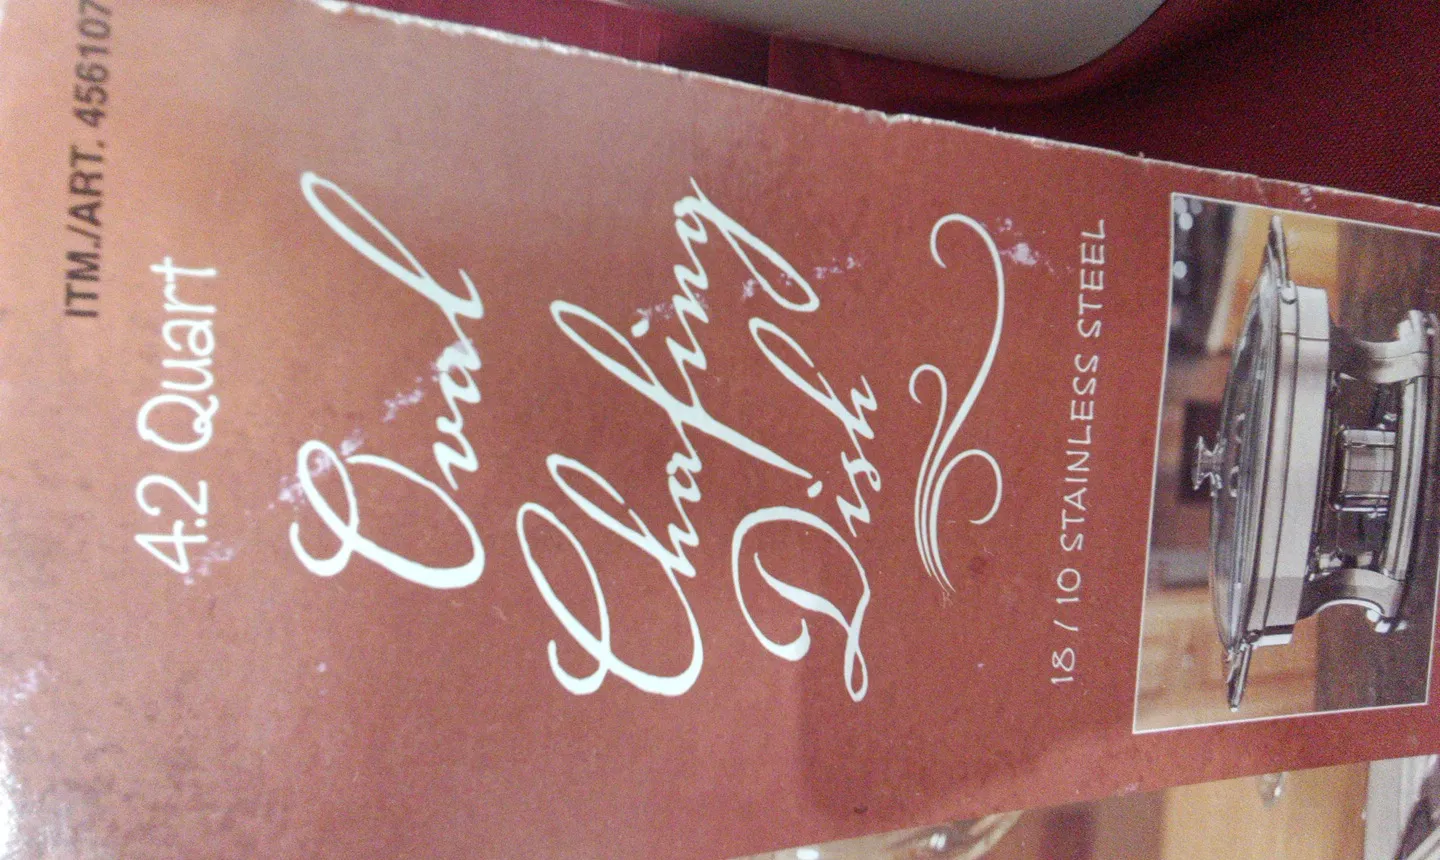 ITM./ART. 456107
4.2 Quart
Oval
Chafing
Dish
18 / 10 STAINLESS STEEL